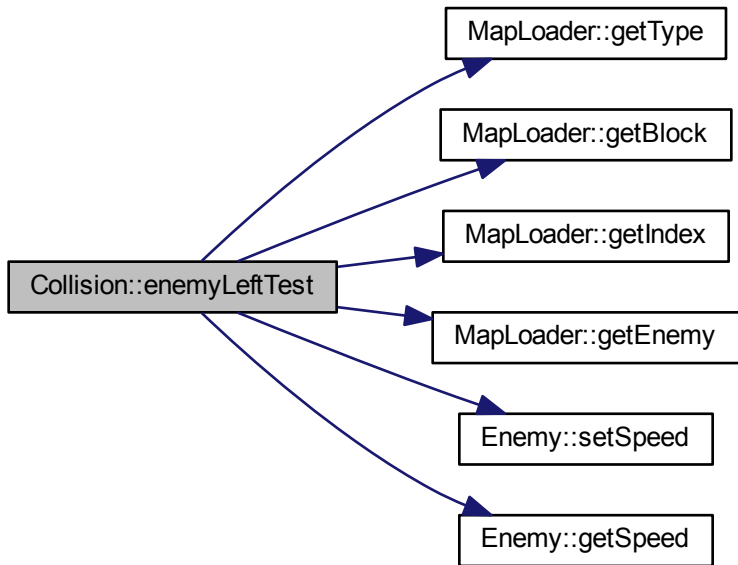 MapLoader::getType
MapLoader::getBlock
MapLoader::getIndex
Collision::enemyLeftTest
MapLoader::getEnemy
Enemy::setSpeed
Enemy::getSpeed